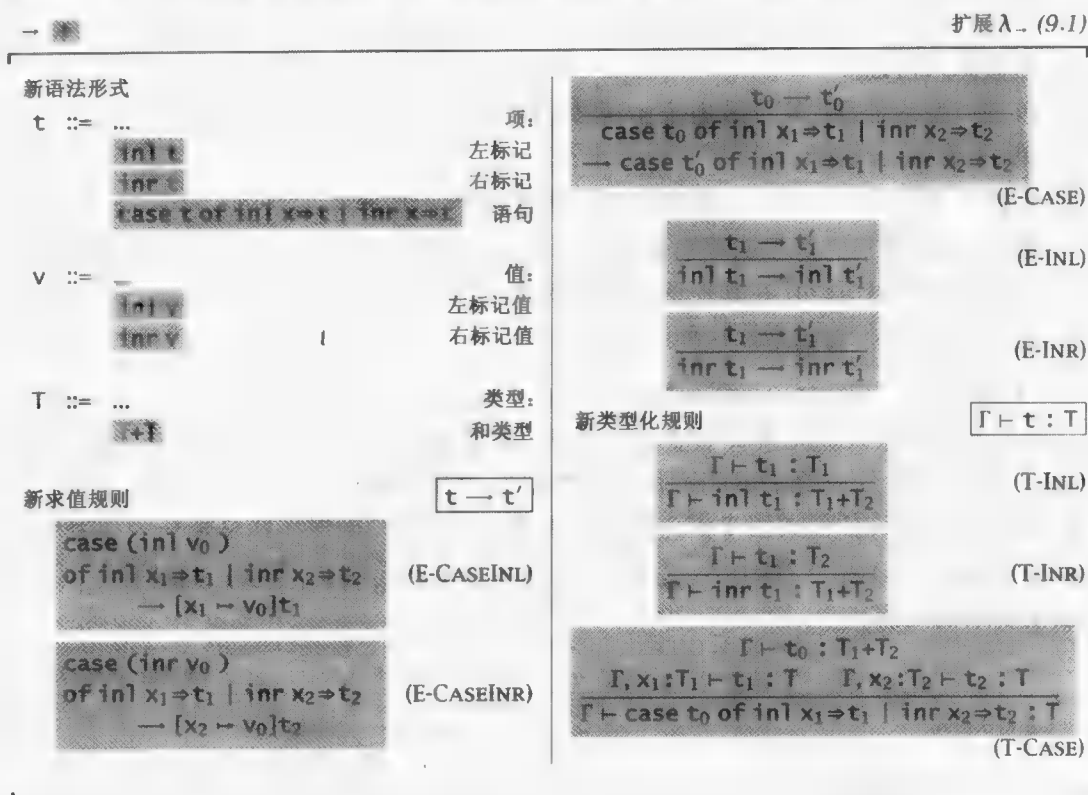 →
扩展 λ→ (9.1)
新语法形式
t ::= ... 项:
inl t 左标记
inr t 右标记
case t of inl x⇒t | inr x⇒t 语句
v ::= 值:
inl v 左标记值
inr v 右标记值
T ::= ... 类型:
T+T 和类型
新求值规则 t → t′
case (inl v₀ )
of inl x₁⇒t₁ | inr x₂⇒t₂ (E-CASEINL)
→ [x₁ ↦ v₀]t₁
case (inr v₀ )
of inl x₁⇒t₁ | inr x₂⇒t₂ (E-CASEINR)
→ [x₂ ↦ v₀]t₂
t₀ → t′₀
case t₀ of inl x₁⇒t₁ | inr x₂⇒t₂
→ case t′₀ of inl x₁⇒t₁ | inr x₂⇒t₂
(E-CASE)
t₁ → t′₁
inl t₁ → inl t′₁ (E-INL)
t₁ → t′₁
inr t₁ → inr t′₁ (E-INR)
新类型化规则 Γ ⊢ t : T
Γ ⊢ t₁ : T₁
Γ ⊢ inl t₁ : T₁+T₂ (T-INL)
Γ ⊢ t₁ : T₂
Γ ⊢ inr t₁ : T₁+T₂ (T-INR)
Γ ⊢ t₀ : T₁+T₂
Γ, x₁:T₁ ⊢ t₁ : T Γ, x₂:T₂ ⊢ t₂ : T
Γ ⊢ case t₀ of inl x₁⇒t₁ | inr x₂⇒t₂ : T
(T-CASE)